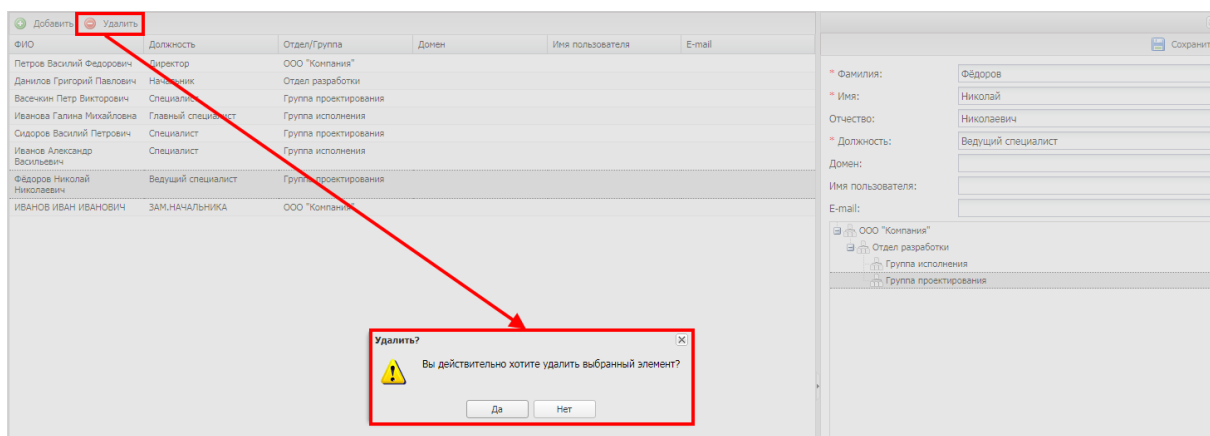 Добавить Удалить
ФИО Должность Отдел/Группа Домен Имя пользователя E-mail
Петров Василий Федорович Директор ООО "Компания"
Данилов Григорий Павлович Начальник Отдел разработки
Васечкин Петр Викторович Специалист Группа проектирования
Иванова Галина Михайловна Главный специалист Группа исполнения
Сидоров Василий Петрович Специалист Группа проектирования
Иванов Александр Специалист Группа исполнения
Васильевич
Фёдоров Николай Ведущий специалист Группа проектирования
Николаевич
ИВАНОВ ИВАН ИВАНОВИЧ ЗАМ.НАЧАЛЬНИКА ООО "Компания"
Сохранит
* Фамилия: Фёдоров
* Имя: Николай
Отчество: Николаевич
* Должность: Ведущий специалист
Домен:
Имя пользователя:
E-mail:
ООО "Компания"
Отдел разработки
Группа исполнения
Группа проектирования
Удалить?
Вы действительно хотите удалить выбранный элемент?
Да Нет